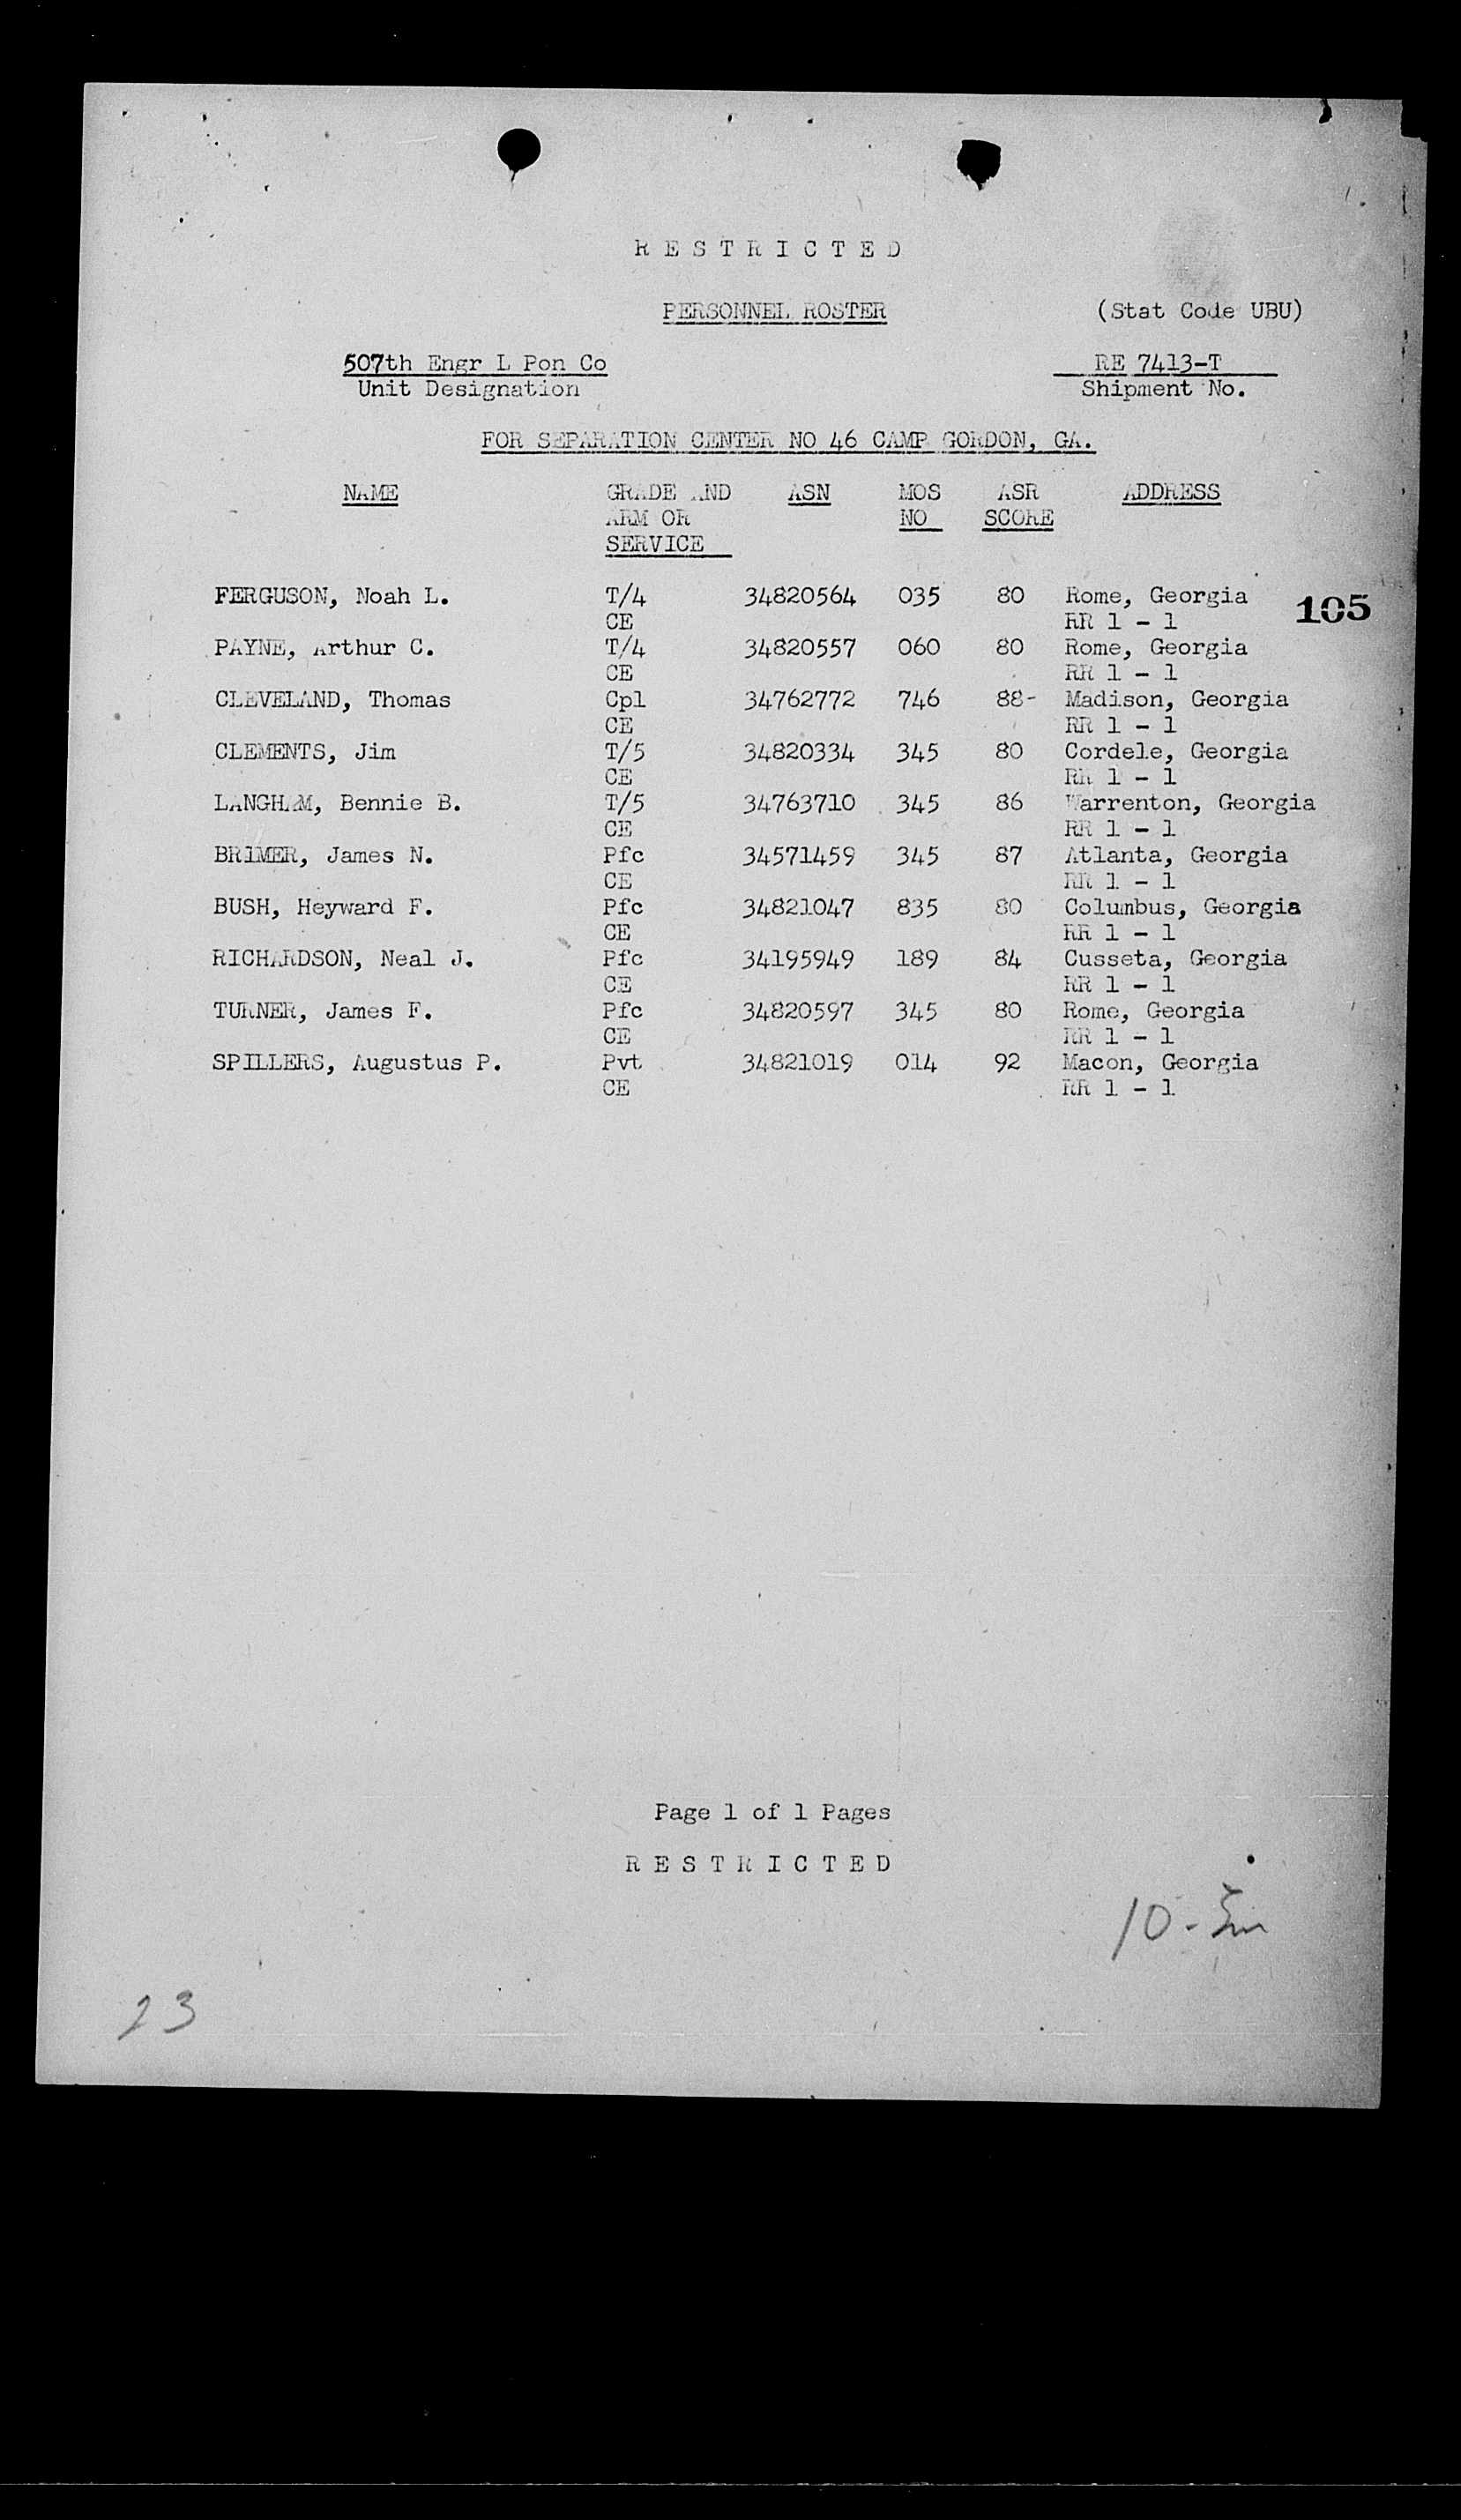 RESTRICTED
PERSONNEL ROSTER (Stat Code UBU)
507th Engr L Pon Co RE 7413-T
Unit Designation Shipment No.
FOR SEPARATION CENTER NO 46 CAMP GORDON, GA.
NAME GRADE AND ASN MOS ASR ADDRESS
ARM OR NO SCORE
SERVICE
FERGUSON, Noah L. T/4 34820564 035 80 Rome, Georgia 105
CE RR 1 - 1
PAYNE, Arthur C. T/4 34820557 060 80 Rome, Georgia
CE RR 1 - 1
CLEVELAND, Thomas Cpl 34762772 746 88- Madison, Georgia
CE RR 1 - 1
CLEMENTS, Jim T/5 34820334 345 80 Cordele, Georgia
CE RR 1 - 1
LANGHAM, Bennie B. T/5 34763710 345 86 Warrenton, Georgia
CE RR 1 - 1
BRIMER, James N. Pfc 34571459 345 87 Atlanta, Georgia
CE RR 1 - 1
BUSH, Heyward F. Pfc 34821047 835 80 Columbus, Georgia
CE RR 1 - 1
RICHARDSON, Neal J. Pfc 34195949 189 84 Cusseta, Georgia
CE RR 1 - 1
TURNER, James F. Pfc 34820597 345 80 Rome, Georgia
CE RR 1 - 1
SPILLERS, Augustus P. Pvt 34821019 014 92 Macon, Georgia
CE RR 1 - 1
Page 1 of 1 Pages
RESTRICTED
10-
23